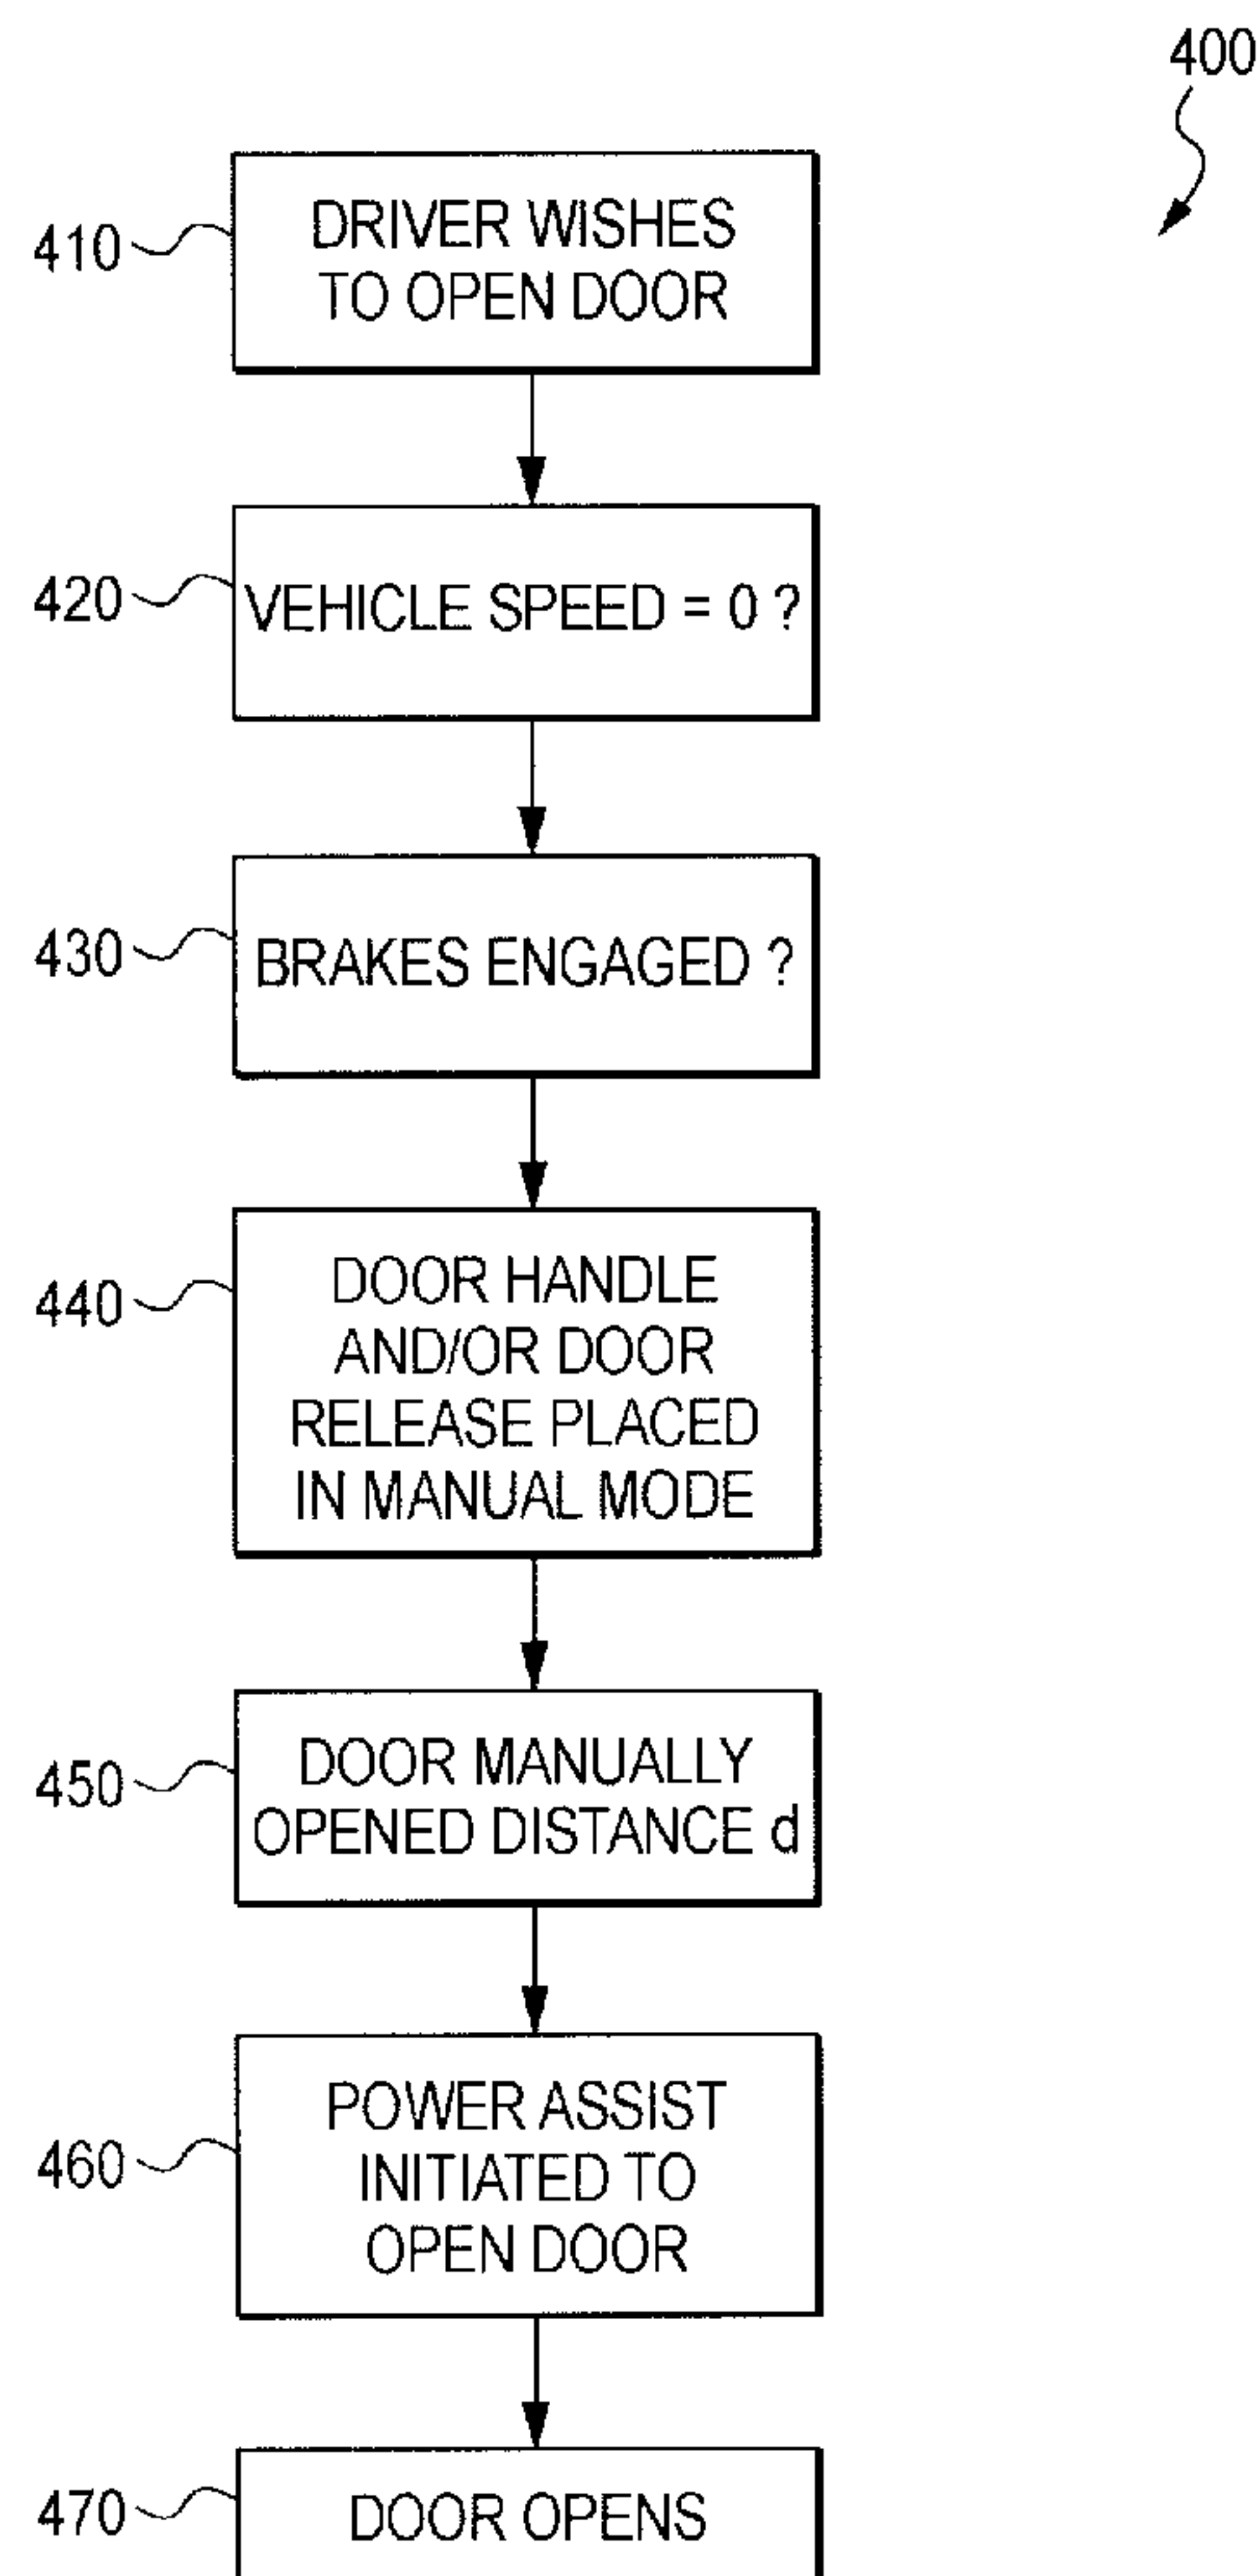 400
410
DRIVER WISHES
TO OPEN DOOR
420
VEHICLE SPEED = 0 ?
430
BRAKES ENGAGED ?
440
DOOR HANDLE
AND/OR DOOR
RELEASE PLACED
IN MANUAL MODE
450
DOOR MANUALLY
OPENED DISTANCE d
460
POWER ASSIST
INITIATED TO
OPEN DOOR
470
DOOR OPENS